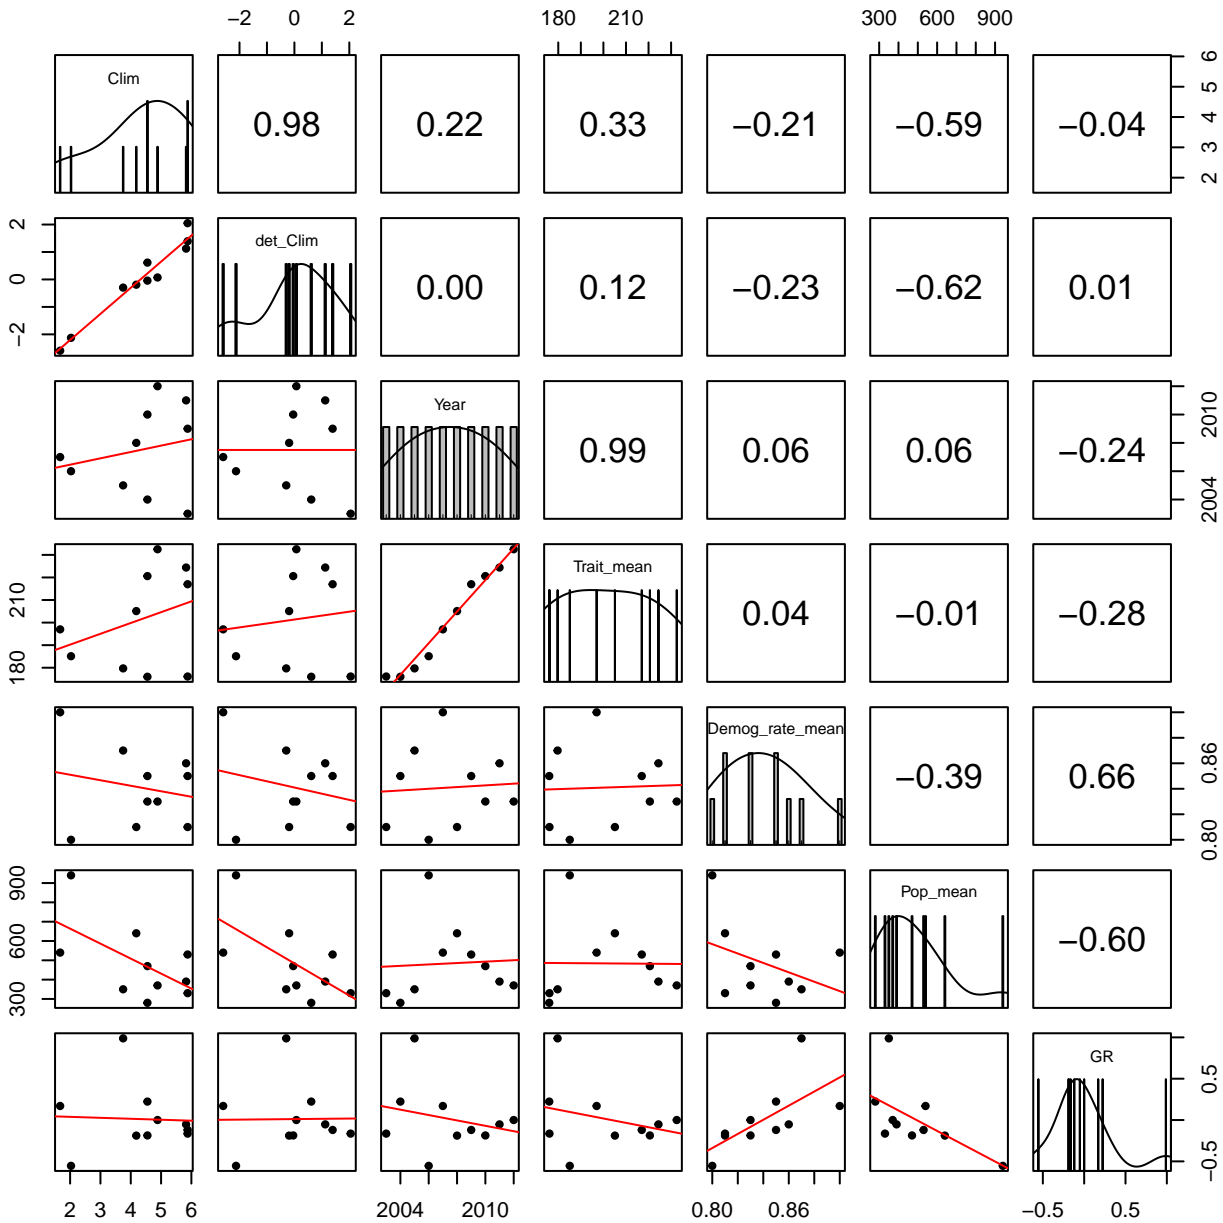 −2 0 2 180 210 300 600 900
Clim 0.98 0.22 0.33 −0.21 −0.59 −0.04 2 3 4 5 6
−2 0 2 det_Clim 0.00 0.12 −0.23 −0.62 0.01
Year 0.99 0.06 0.06 −0.24 2004 2010
180 210 Trait_mean 0.04 −0.01 −0.28
Demog_rate_mean −0.39 0.66 0.80 0.86
300 600 900 Pop_mean −0.60
GR −0.5 0.5
2 3 4 5 6 2004 2010 0.80 0.86 −0.5 0.5